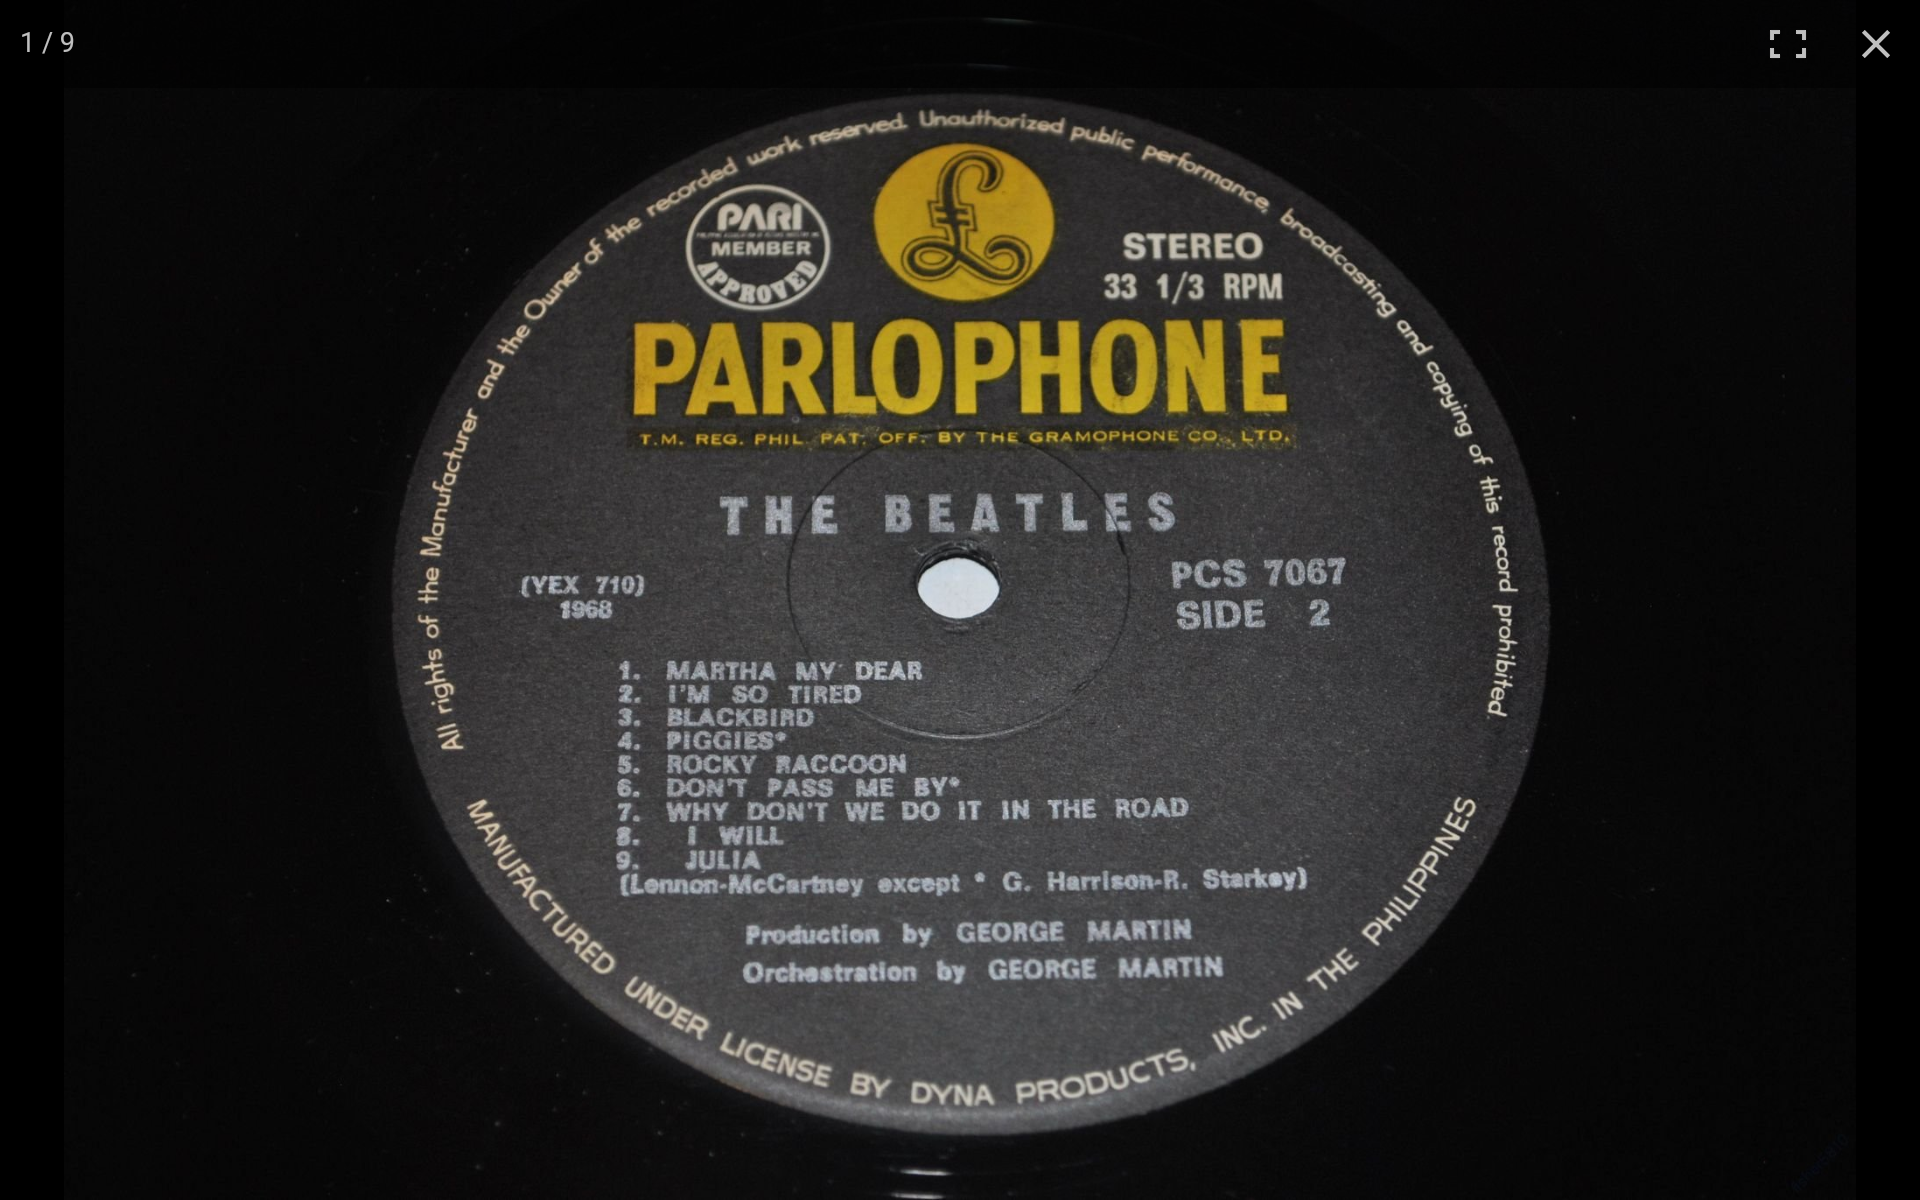 1 / 9
All rights of the Manufacturer and the Owner of the recorded work reserved. Unauthorized public performance, broadcasting and copying of this record prohibited.
PARI
MEMBER
APPROVED
STEREO
33 1/3 RPM
PARLOPHONE
T.M. REG. PHIL. PAT. OFF. BY THE GRAMOPHONE CO., LTD.
THE BEATLES
(YEX 710)
1968
PCS 7067
SIDE 2
1. MARTHA MY DEAR
2. I'M SO TIRED
3. BLACKBIRD
4. PIGGIES*
5. ROCKY RACCOON
6. DON'T PASS ME BY*
7. WHY DON'T WE DO IT IN THE ROAD
8. I WILL
9. JULIA
(Lennon-McCartney except * G. Harrison-R. Starkey)
Production by GEORGE MARTIN
Orchestration by GEORGE MARTIN
MANUFACTURED UNDER LICENSE BY DYNA PRODUCTS, INC. IN THE PHILIPPINES